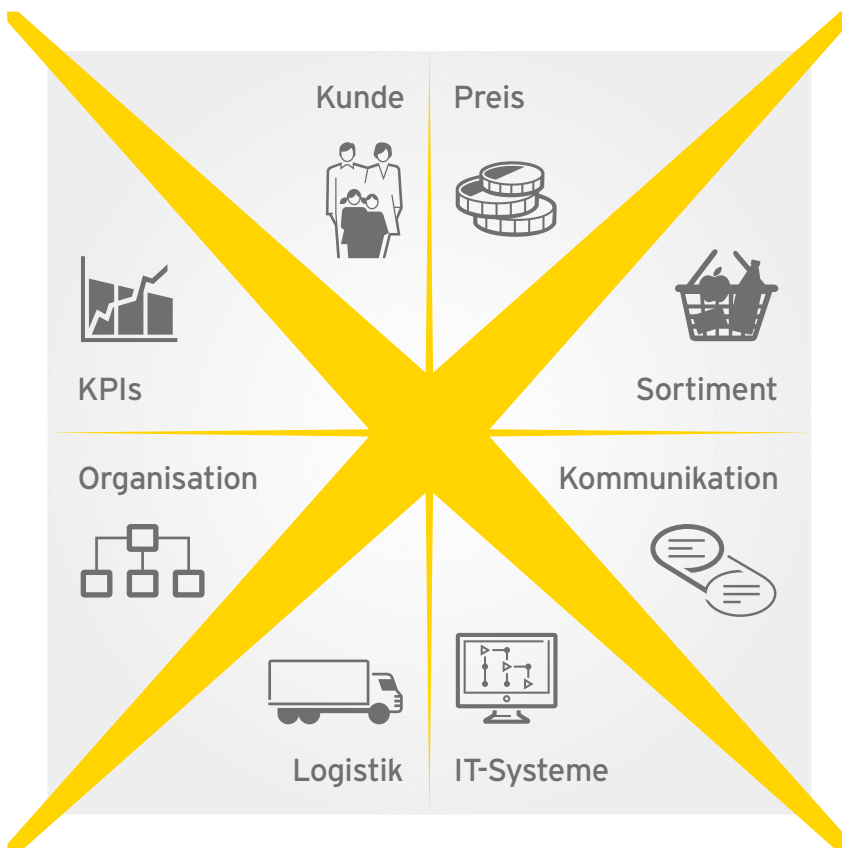 Kunde
Preis
KPIs
Sortiment
Organisation
Kommunikation
Logistik
IT-Systeme